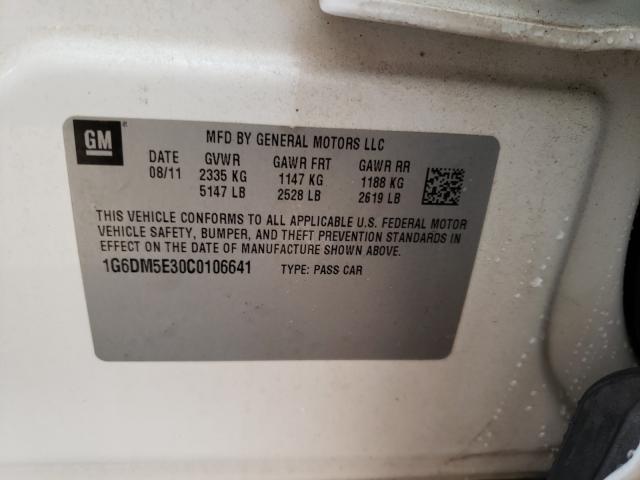 GM
MFD BY GENERAL MOTORS LLC
DATE GVWR GAWR FRT GAWR RR
08/11 2335 KG 1147 KG 1188 KG
5147 LB 2528 LB 2619 LB
THIS VEHICLE CONFORMS TO ALL APPLICABLE U.S. FEDERAL MOTOR
VEHICLE SAFETY, BUMPER, AND THEFT PREVENTION STANDARDS IN
EFFECT ON THE DATE OF MANUFACTURE SHOWN ABOVE.
1G6DM5E30C0106641 TYPE: PASS CAR